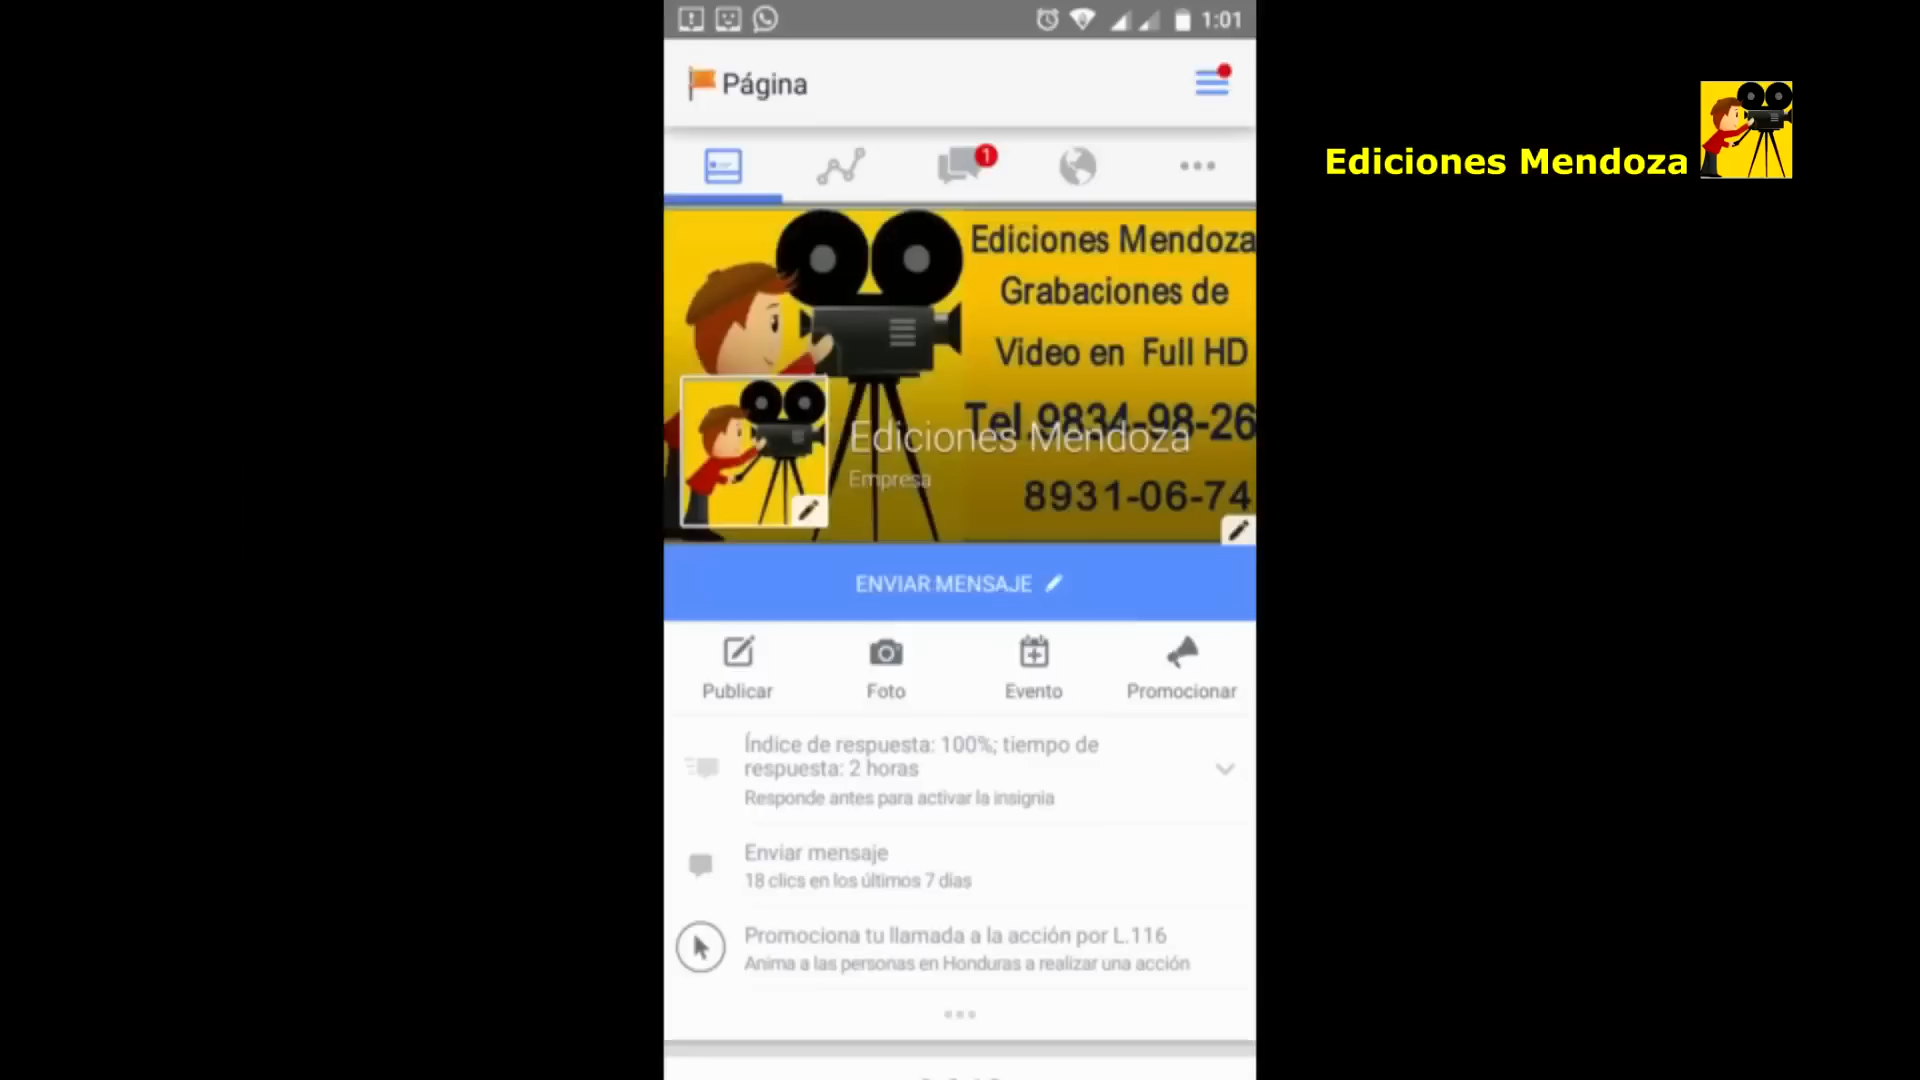 1:01
Página
1
Ediciones Mendoza
Ediciones Mendoza
Grabaciones de
Video en Full HD
Tel.9834-98-26
Ediciones Mendoza
Empresa
8931-06-74
ENVIAR MENSAJE
Publicar
Foto
Evento
Promocionar
Índice de respuesta: 100%; tiempo de
respuesta: 2 horas
Responde antes para activar la insignia
Enviar mensaje
18 clics en los últimos 7 días
Promociona tu llamada a la acción por L.116
Anima a las personas en Honduras a realizar una acción